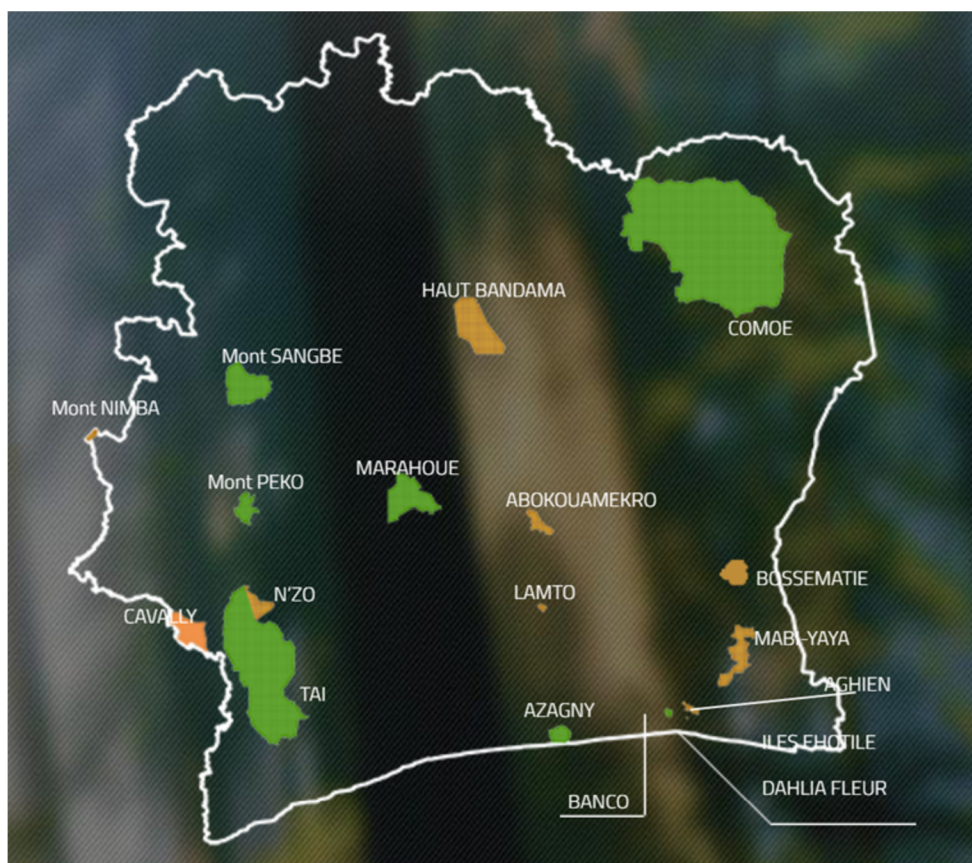 HAUT BANDAMA
COMOE
Mont SANGBE
Mont NIMBA
MARAHOUE
Mont PEKO
ABOKOUAMEKRO
BOSSEMATIE
LAMTO
N'ZO
CAVALLY
MABI-YAYA
AGHIEN
TAI
AZAGNY
ILES EHOTILE
DAHLIA FLEUR
BANCO